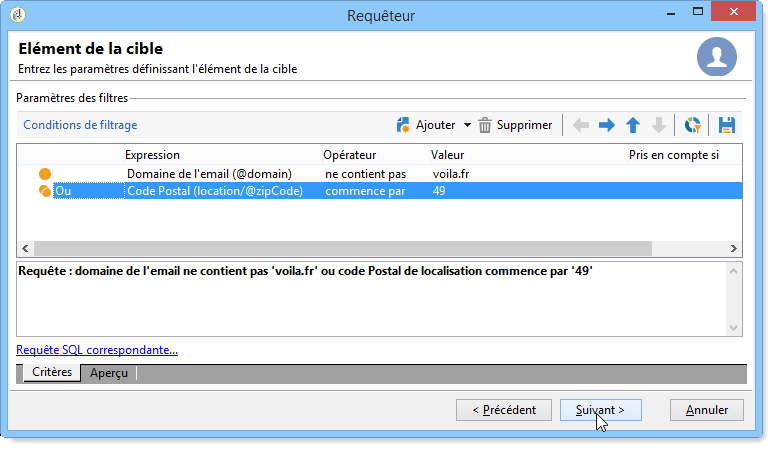 Requêteur
Elément de la cible
Entrez les paramètres définissant l'élément de la cible
Paramètres des filtres
Conditions de filtrage Ajouter Supprimer
Expression Opérateur Valeur Pris en compte si
Domaine de l'email (@domain) ne contient pas voila.fr
Ou Code Postal (location/@zipCode) commence par 49
Requête : domaine de l'email ne contient pas 'voila.fr' ou code Postal de localisation commence par '49'
Requête SQL correspondante...
Critères Aperçu
< Précédent Suivant > Annuler